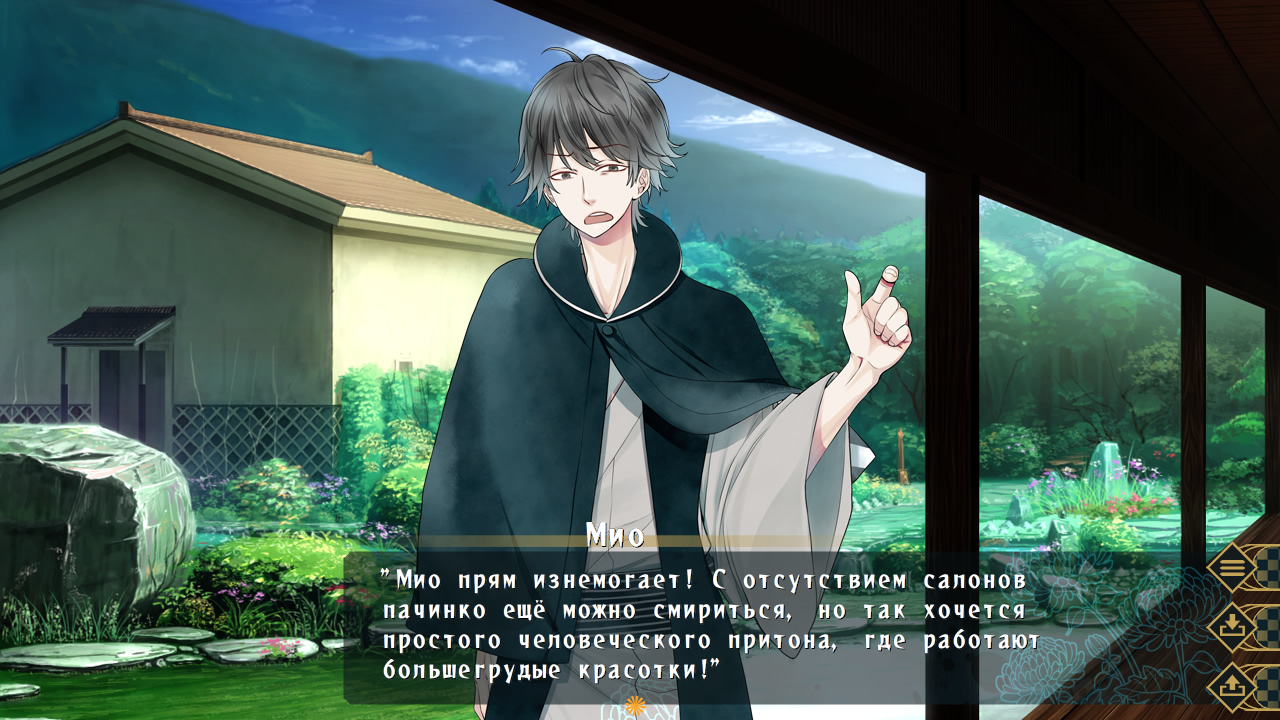 Мио
"Мио прям изнемогает! С отсутствием салонов
пачинко ещё можно смириться, но так хочется
простого человеческого притона, где работают
большегрудые красотки!"